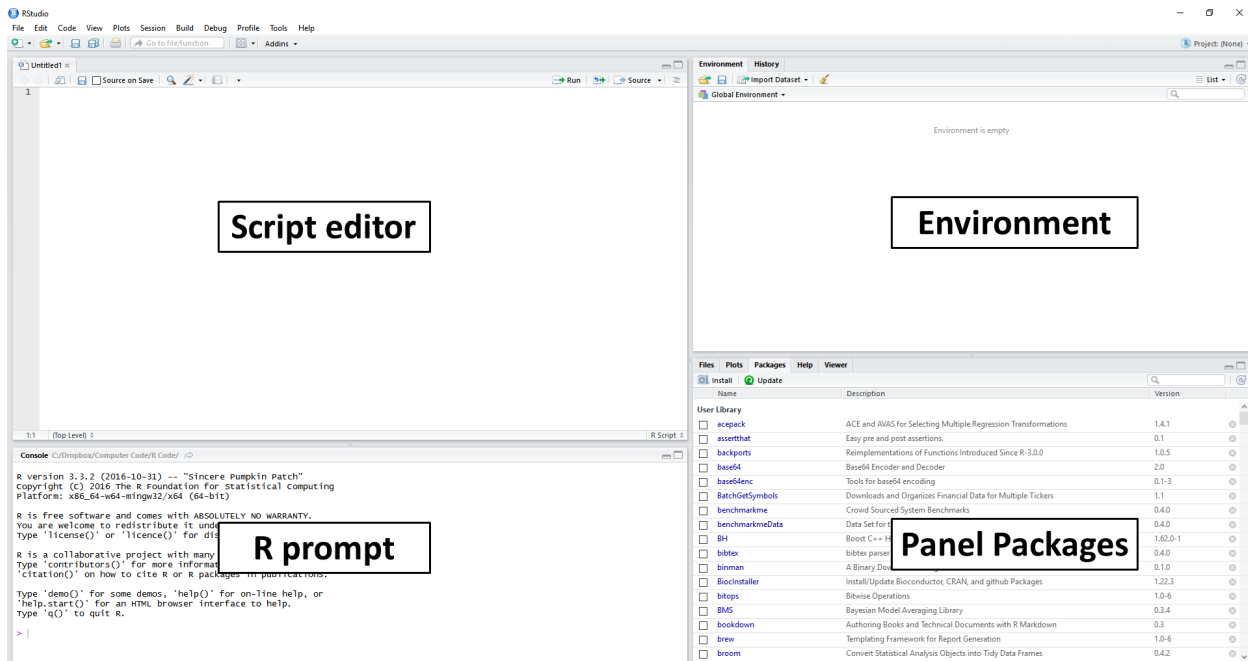 RStudio
File Edit Code View Plots Session Build Debug Profile Tools Help
Go to file/function Addins Project: (None)
Untitled1
Source on Save Run Source
1
Script editor
1:1 (Top Level) R Script
Console C:/Dropbox/Computer Code/R Code/
R version 3.3.2 (2016-10-31) -- "Sincere Pumpkin Patch"
Copyright (C) 2016 The R Foundation for Statistical Computing
Platform: x86_64-w64-mingw32/x64 (64-bit)
R is free software and comes with ABSOLUTELY NO WARRANTY.
You are welcome to redistribute it
Type 'license()' or 'licence()' for
R is a collaborative project with many
Type 'contributors()' for more
'citation()' on how to cite R or R packages in publications.
R prompt
Type 'demo()' for some demos, 'help()' for on-line help, or
'help.start()' for an HTML browser interface to help.
Type 'q()' to quit R.
>
Environment History
Import Dataset List
Global Environment
Environment is empty
Environment
Files Plots Packages Help Viewer
Install Update
Name Description Version
User Library
acepack ACE and AVAS for Selecting Multiple Regression Transformations 1.4.1
assertthat Easy pre and post assertions. 0.1
backports Reimplementations of Functions Introduced Since R-3.0.0 1.0.5
base64 Base64 Encoder and Decoder 2.0
base64enc Tools for base64 encoding 0.1-3
BatchGetSymbols Downloads and Organizes Financial Data for Multiple Tickers 1.1
benchmarkme Crowd Sourced System Benchmarks 0.4.0
benchmarkmeData Data Set for 0.4.0
BH Boost C++ 1.62.0-1
bibtex bibtex parser 0.4.0
binman A Binary 0.1.0
Panel Packages
BiocInstaller Install/Update Bioconductor, CRAN, and github Packages 1.22.3
bitops Bitwise Operations 1.0-6
BMS Bayesian Model Averaging Library 0.3.4
bookdown Authoring Books and Technical Documents with R Markdown 0.3
brew Templating Framework for Report Generation 1.0-6
broom Convert Statistical Analysis Objects into Tidy Data Frames 0.4.2